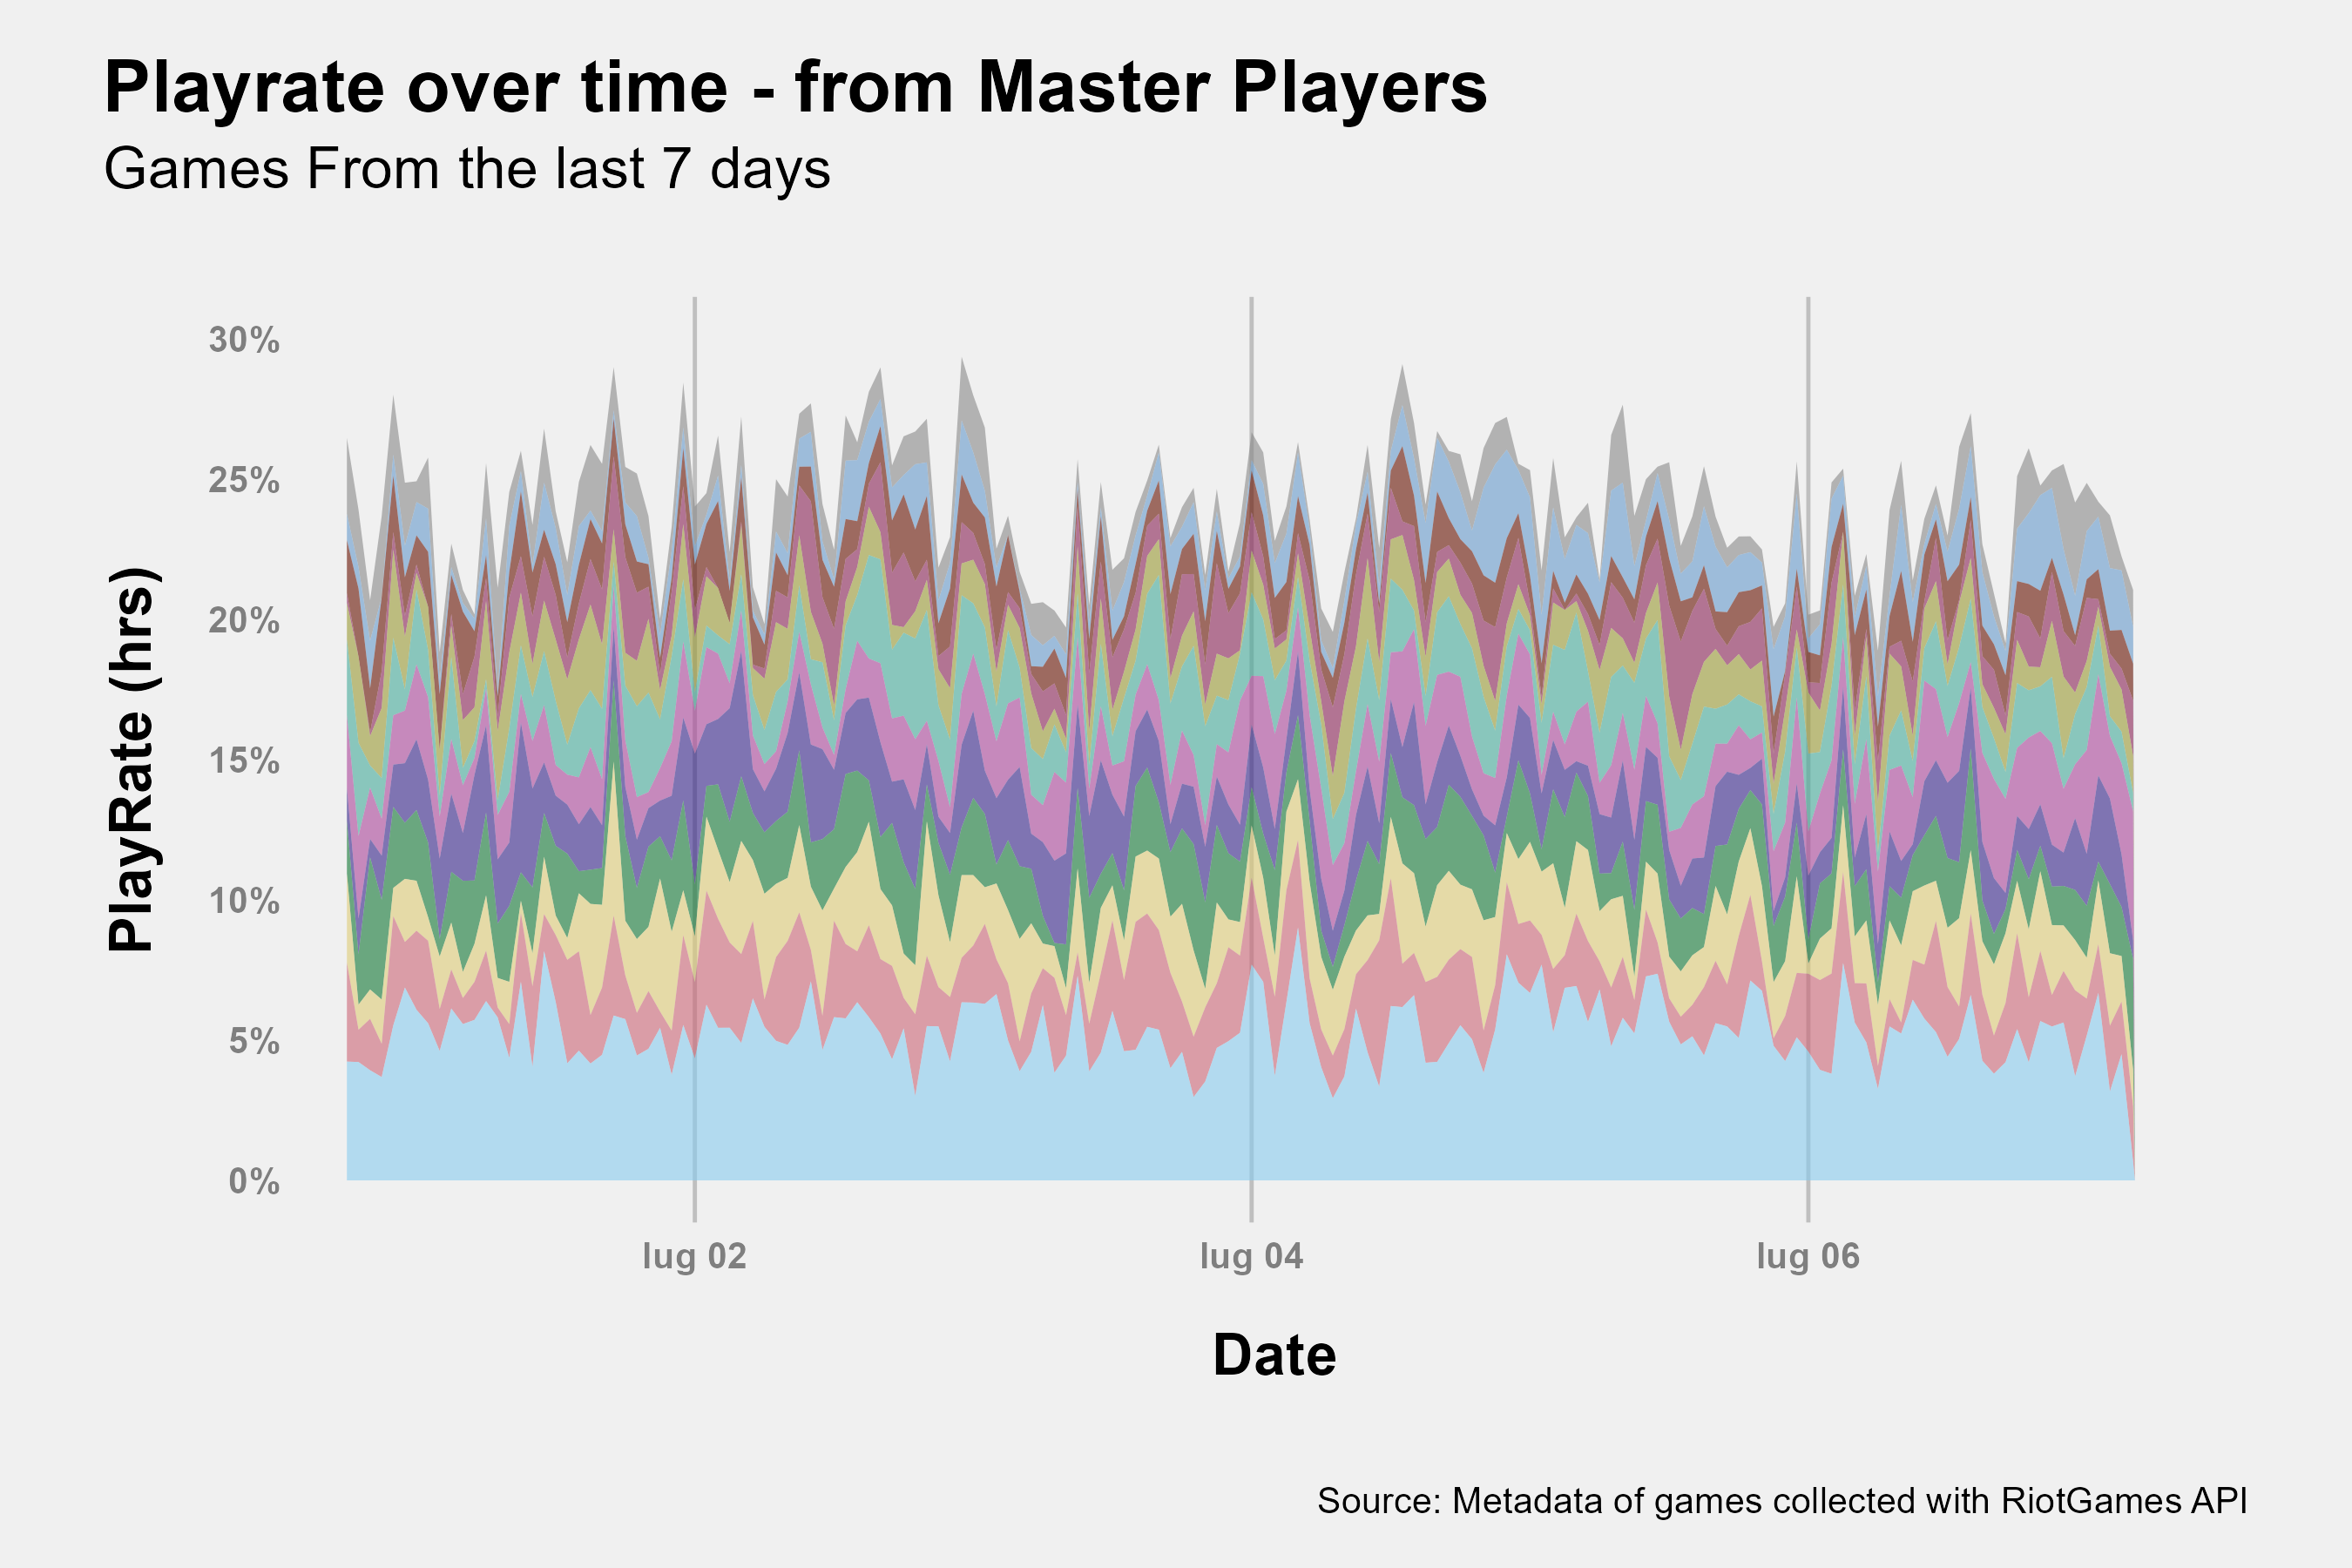 Playrate over time - from Master Players
Games From the last 7 days
30%
25%
20%
15%
10%
5%
0%
PlayRate (hrs)
lug 02
lug 04
lug 06
Date
Source: Metadata of games collected with RiotGames API